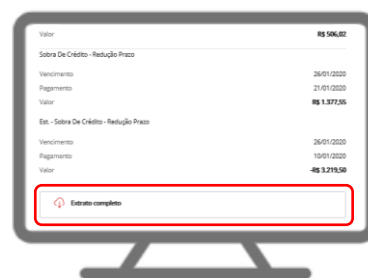 Valor R$ 506,02
Sobra De Crédito - Redução Prazo
Vencimento 26/01/2020
Pagamento 21/01/2020
Valor R$ 1.377,55
Est. - Sobra De Crédito - Redução Prazo
Vencimento 26/01/2020
Pagamento 10/01/2020
Valor -R$ 3.219,50
Extrato completo